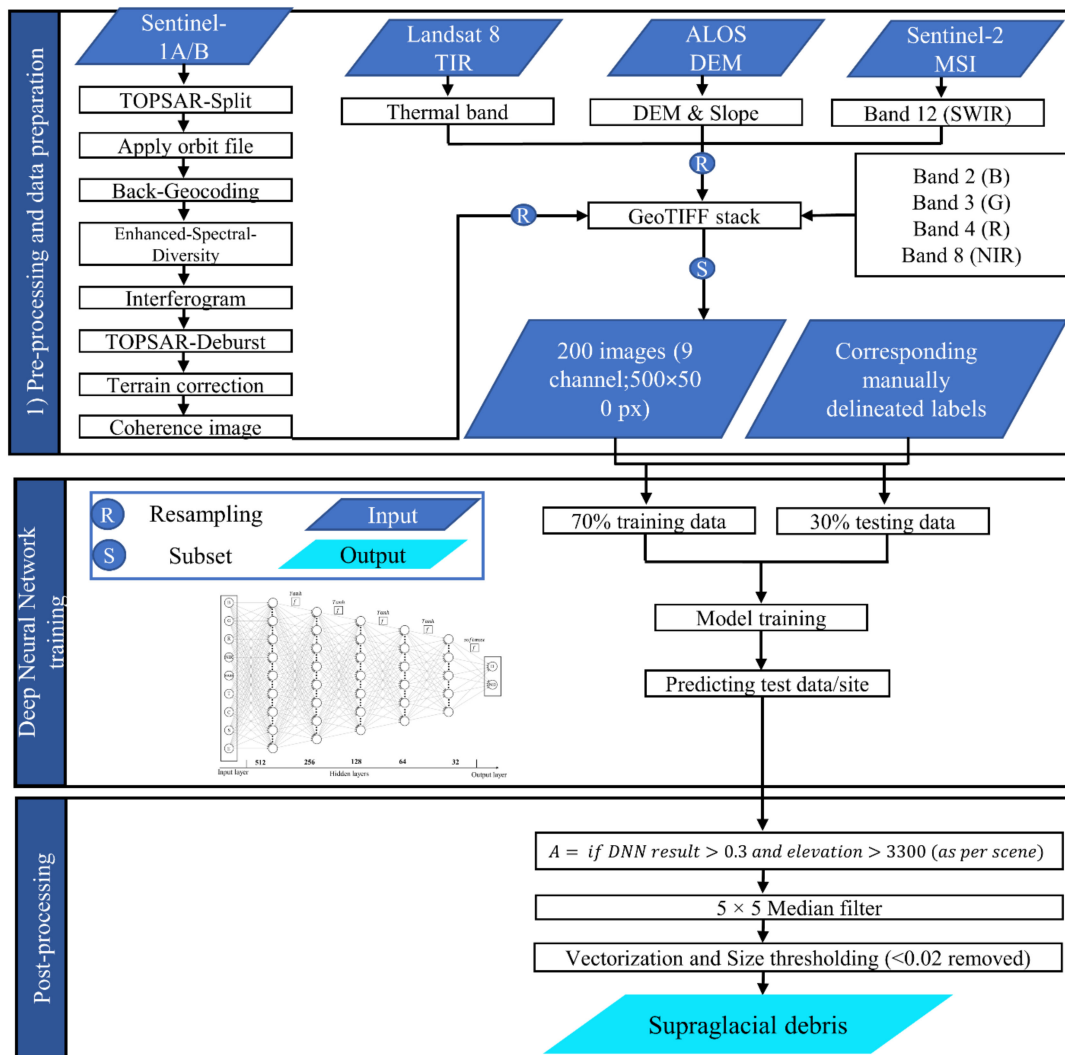 1) Pre-processing and data preparation
Sentinel-
1A/B
TOPSAR-Split
Apply orbit file
Back-Geocoding
Enhanced-Spectral-
Diversity
Interferogram
TOPSAR-Deburst
Terrain correction
Coherence image
Landsat 8
TIR
Thermal band
ALOS
DEM
DEM & Slope
Sentinel-2
MSI
Band 12 (SWIR)
R
R
GeoTIFF stack
Band 2 (B)
Band 3 (G)
Band 4 (R)
Band 8 (NIR)
S
200 images (9
channel;500×50
0 px)
Corresponding
manually
delineated labels
Deep Neural Network
training
R Resampling Input
S Subset Output
Tanh
f
Tanh
f
Tanh
f
Tanh
f
softmax
f
NIR
Input layer
512 256 128 64 32
Hidden layers
Output layer
70% training data
30% testing data
Model training
Predicting test data/site
Post-processing
A = if DNN result > 0.3 and elevation > 3300 (as per scene)
5 × 5 Median filter
Vectorization and Size thresholding (<0.02 removed)
Supraglacial debris